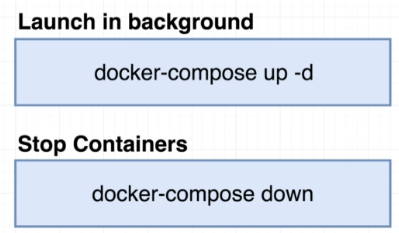 Launch in background
docker-compose up -d
Stop Containers
docker-compose down